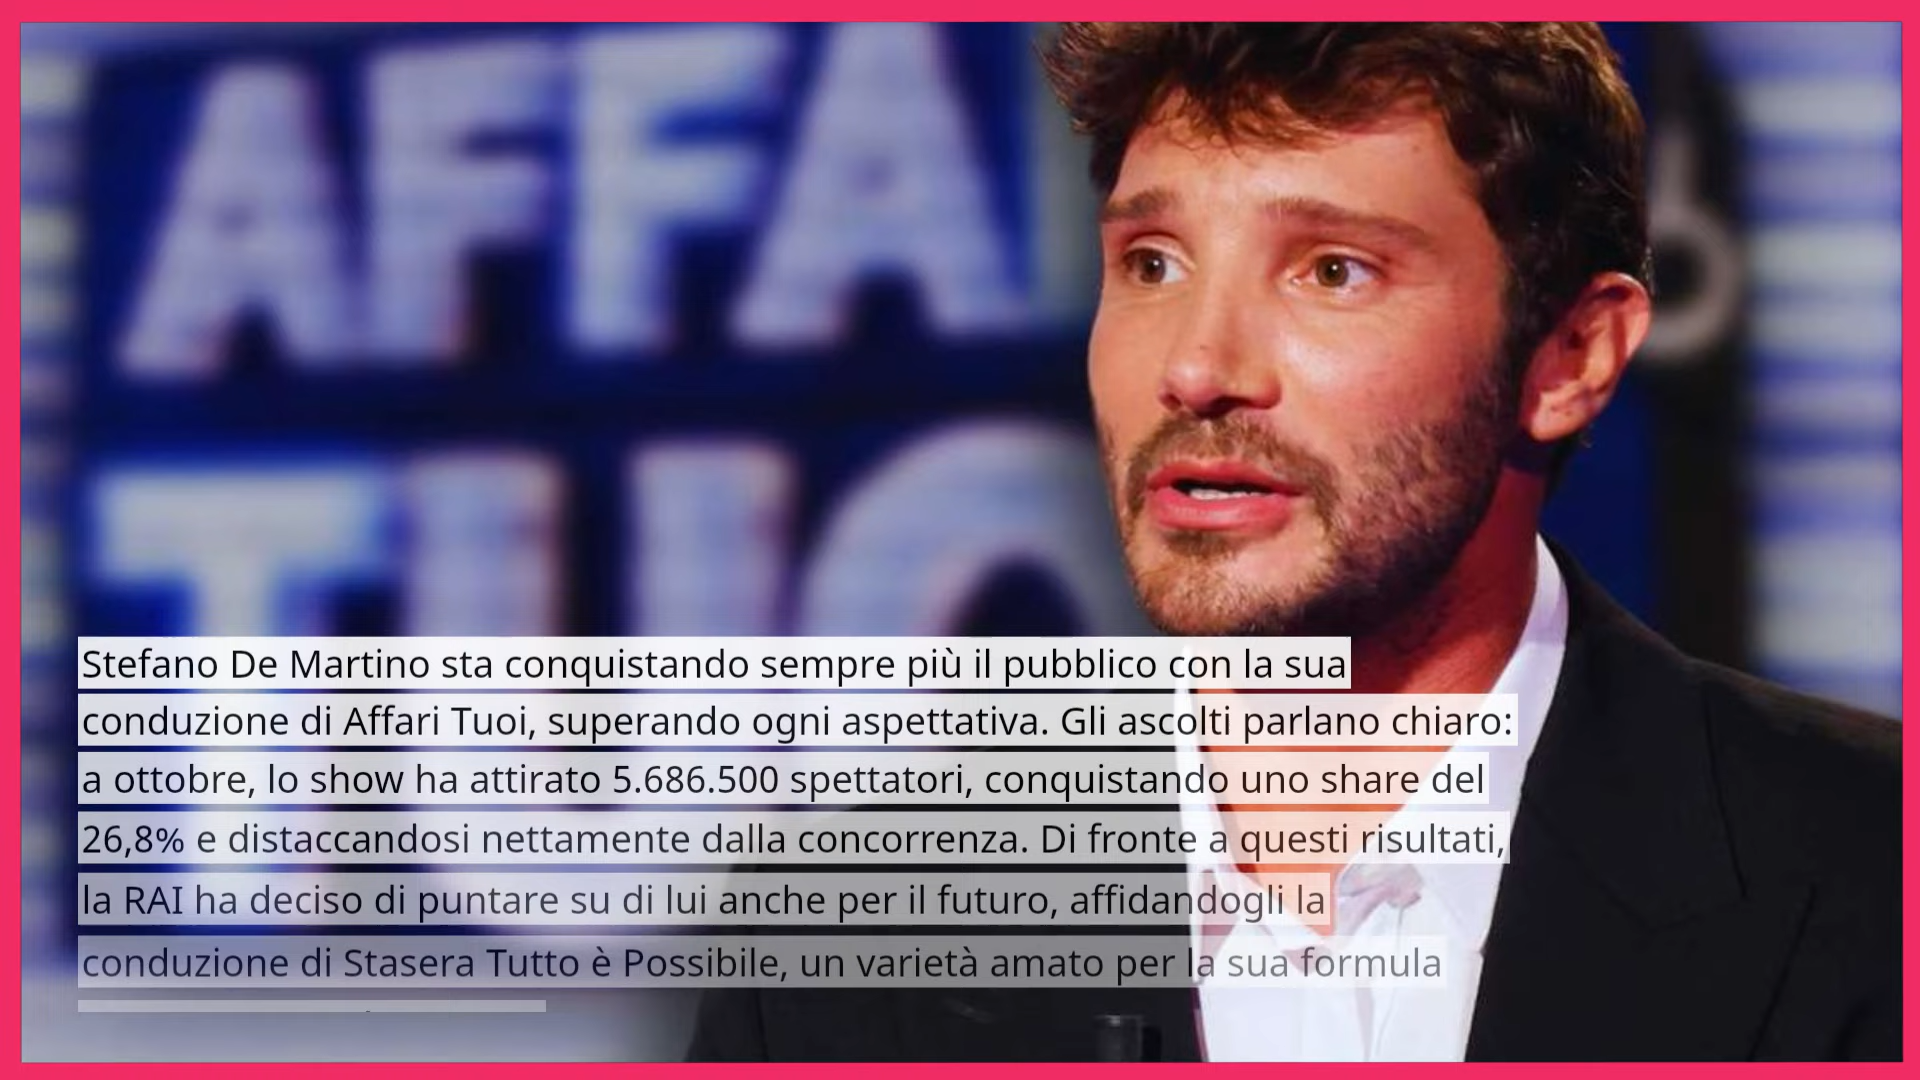 AFFA
TUO
Stefano De Martino sta conquistando sempre più il pubblico con la sua
conduzione di Affari Tuoi, superando ogni aspettativa. Gli ascolti parlano chiaro:
a ottobre, lo show ha attirato 5.686.500 spettatori, conquistando uno share del
26,8% e distaccandosi nettamente dalla concorrenza. Di fronte a questi risultati,
la RAI ha deciso di puntare su di lui anche per il futuro, affidandogli la
conduzione di Stasera Tutto è Possibile, un varietà amato per la sua formula